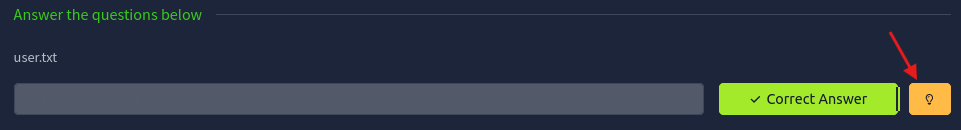 Answer the questions below
user.txt
Correct Answer